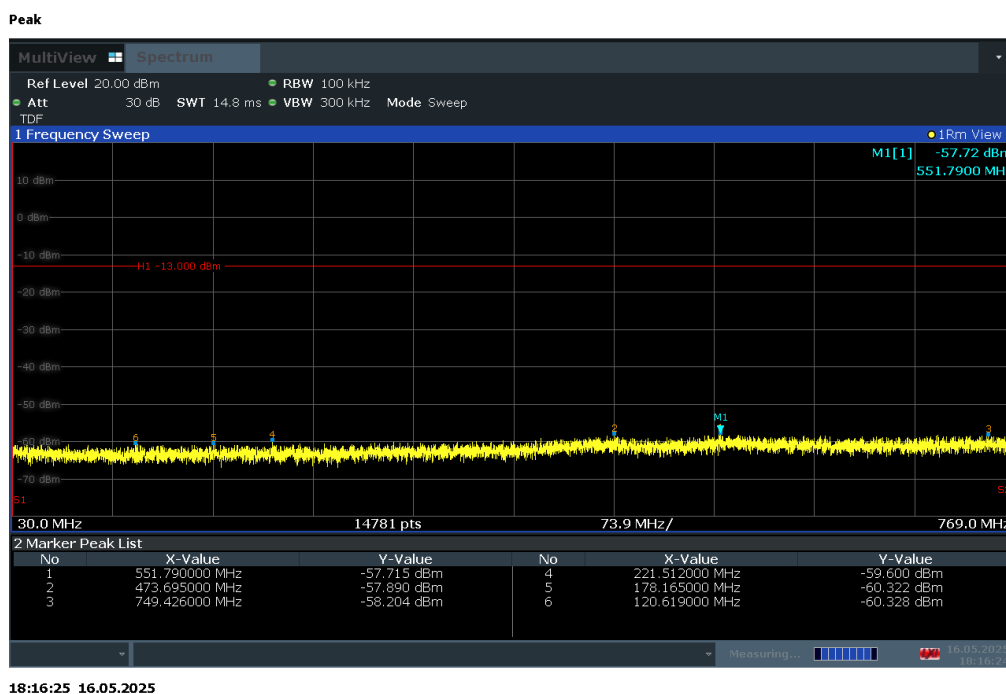 Peak
MultiView Spectrum
Ref Level 20.00 dBm RBW 100 kHz
Att 30 dB SWT 14.8 ms VBW 300 kHz Mode Sweep
TDF
1 Frequency Sweep 1Rm View
M1[1] -57.72 dBm
551.7900 MH
10 dBm
0 dBm
-10 dBm
H1 -13.000 dBm
-20 dBm
-30 dBm
-40 dBm
-50 dBm
M1
2
3
4
5
6
-60 dBm
-70 dBm
S1
30.0 MHz 14781 pts 73.9 MHz/ 769.0 MHz
2 Marker Peak List
No X-Value Y-Value No X-Value Y-Value
1 551.790000 MHz -57.715 dBm 4 221.512000 MHz -59.600 dBm
2 473.695000 MHz -57.890 dBm 5 178.165000 MHz -60.322 dBm
3 749.426000 MHz -58.204 dBm 6 120.619000 MHz -60.328 dBm
Measuring... 16.05.2025
18:16:2
18:16:25 16.05.2025